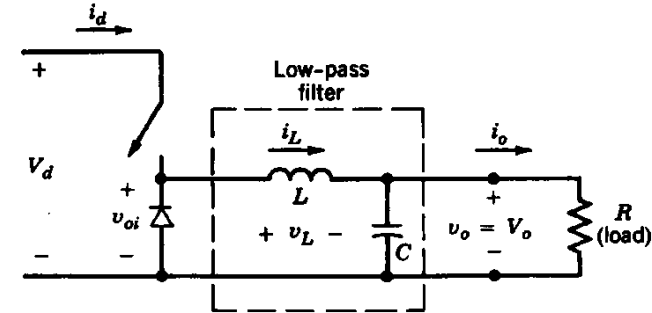 i_d
+
Low-pass
filter
i_L
i_o
V_d
+
L
+
R
v_oi
+ v_L −
C
v_o = V_o
(load)
−
−
−